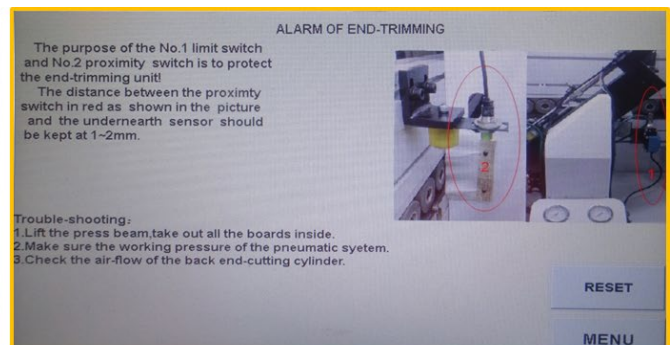 ALARM OF END-TRIMMING
The purpose of the No.1 limit switch
and No.2 proximity switch is to protect
the end-trimming unit!
The distance between the proximty
switch in red as shown in the picture
and the undernearth sensor should
be kept at 1~2mm.
2
1
Trouble-shooting:
1.Lift the press beam,take out all the boards inside.
2.Make sure the working pressure of the pneumatic syetem.
3.Check the air-flow of the back end-cutting cylinder.
RESET
MENU